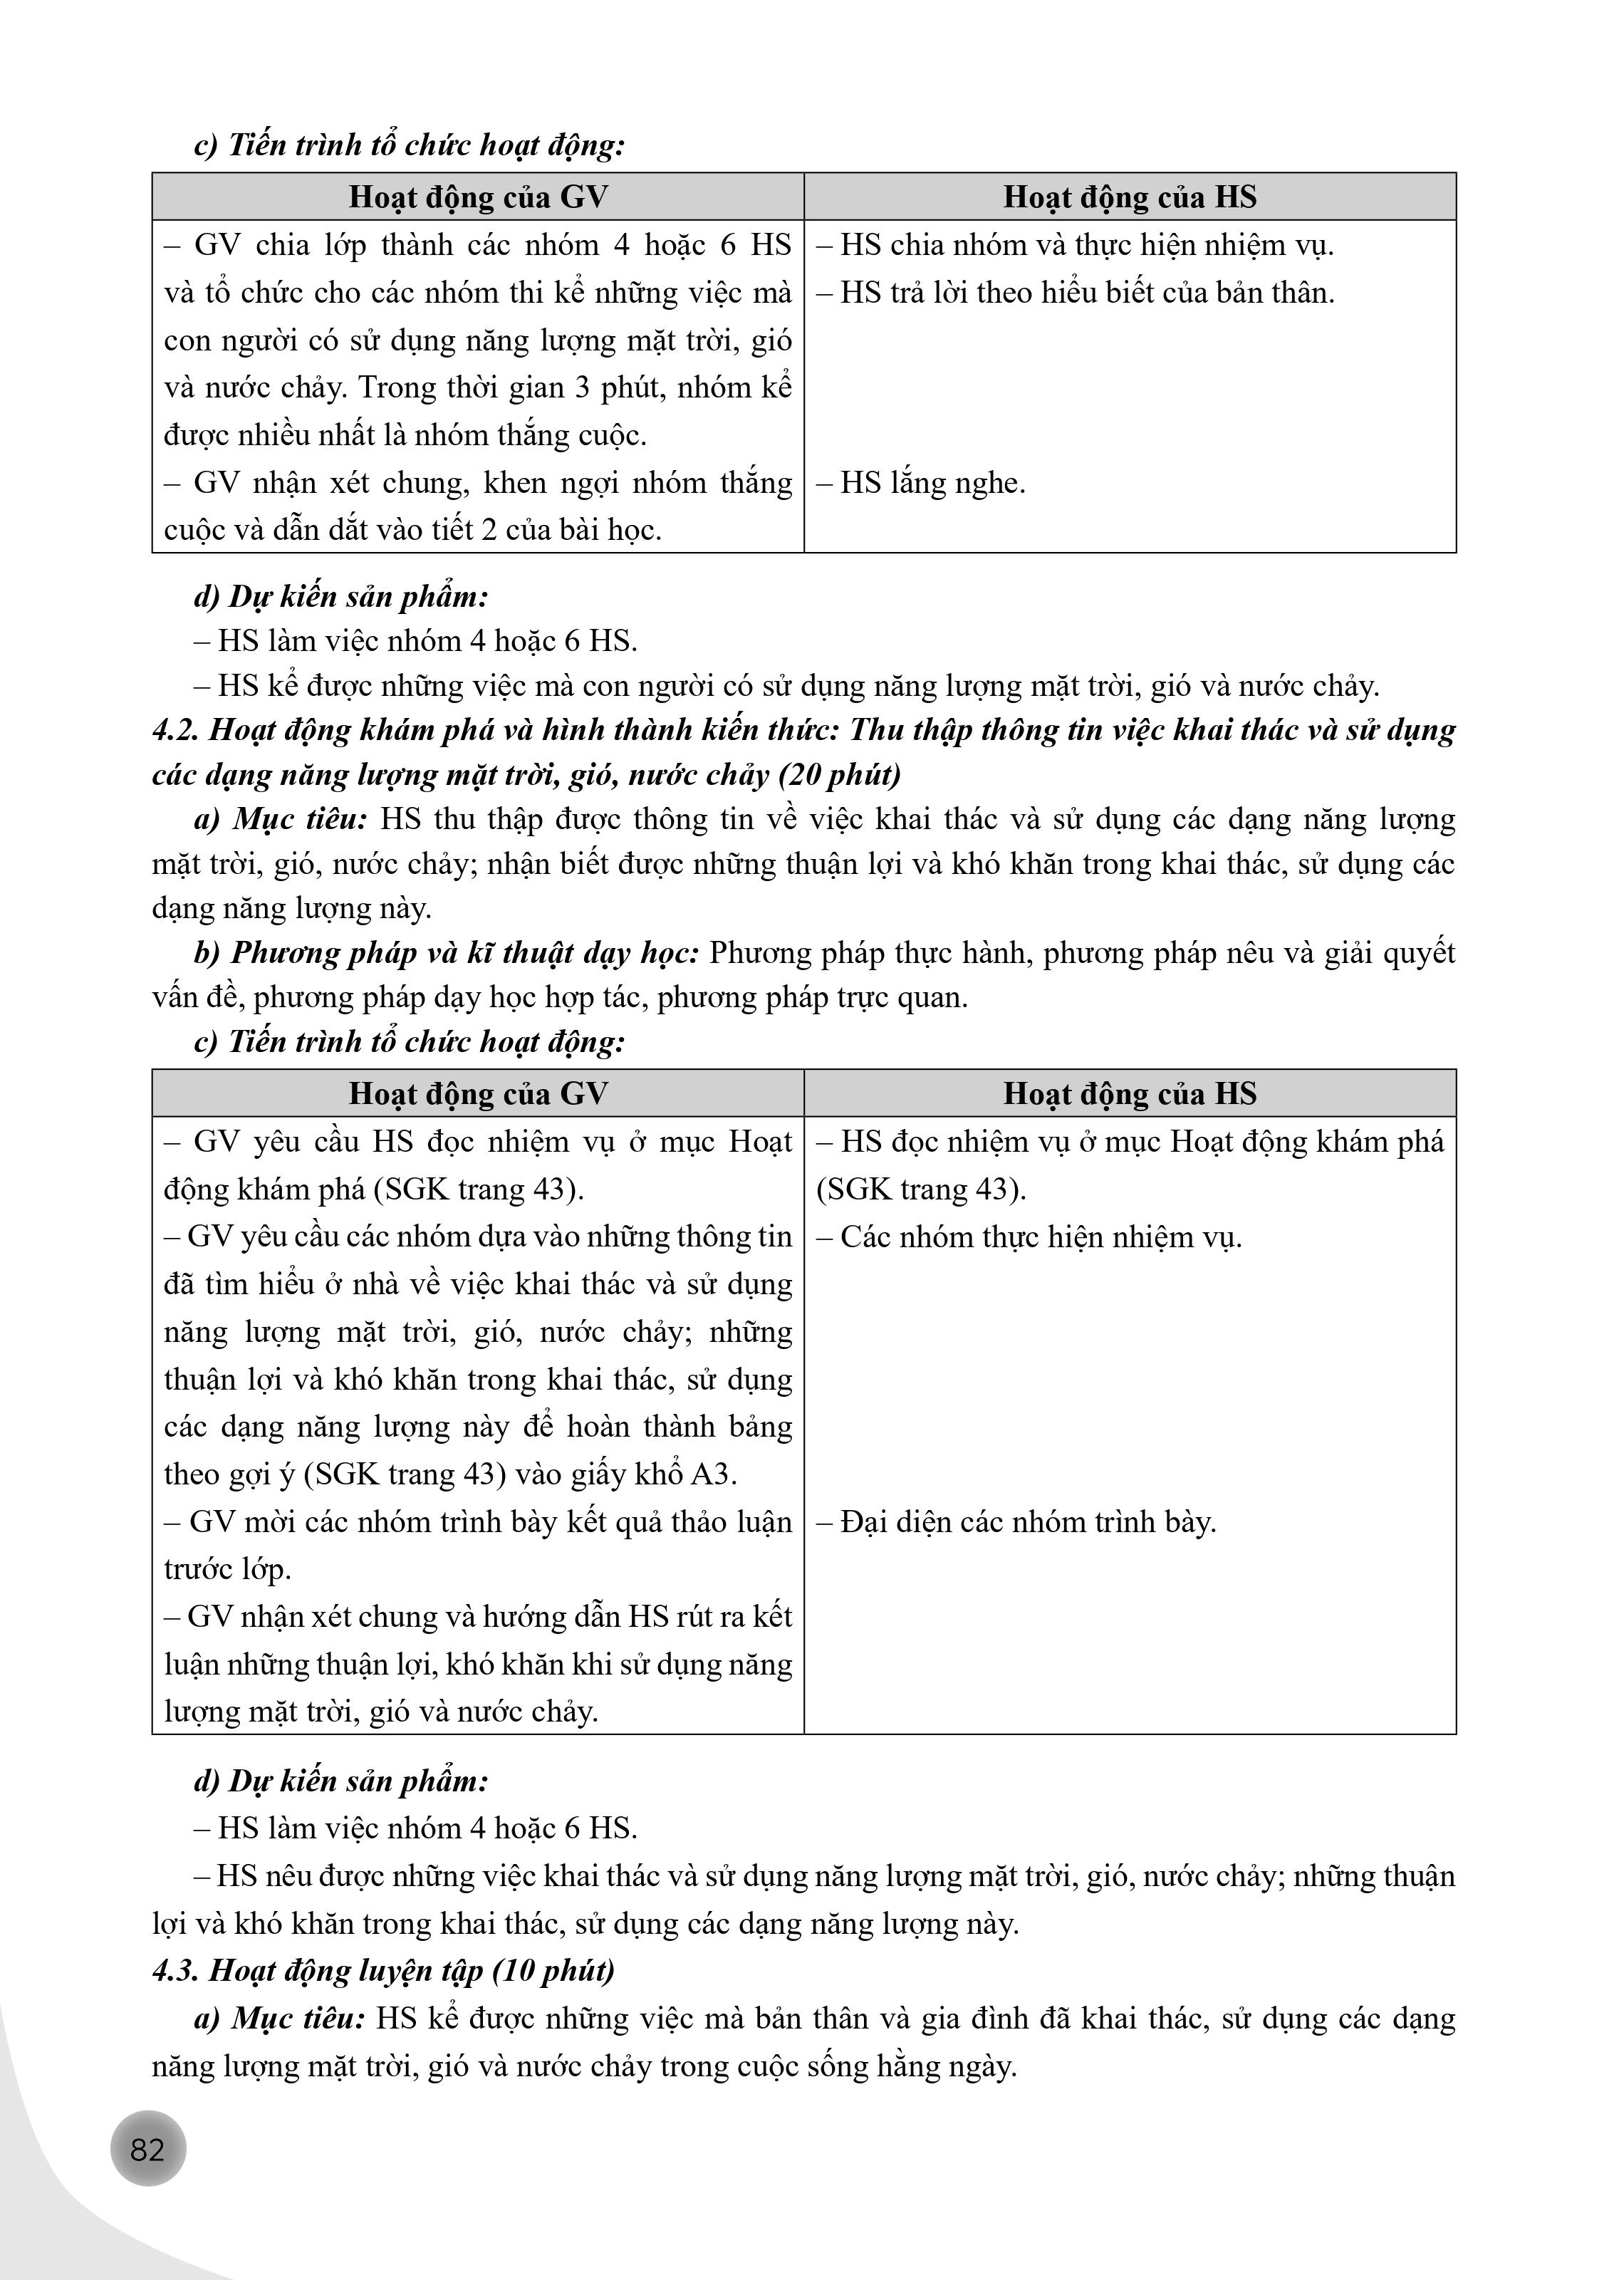 c) Tiến trình tổ chức hoạt động:
Hoạt động của GV
Hoạt động của HS
– GV chia lớp thành các nhóm 4 hoặc 6 HS
và tổ chức cho các nhóm thi kể những việc mà
con người có sử dụng năng lượng mặt trời, gió
và nước chảy. Trong thời gian 3 phút, nhóm kể
được nhiều nhất là nhóm thắng cuộc.
– GV nhận xét chung, khen ngợi nhóm thắng
cuộc và dẫn dắt vào tiết 2 của bài học.
– HS chia nhóm và thực hiện nhiệm vụ.
– HS trả lời theo hiểu biết của bản thân.
– HS lắng nghe.
d) Dự kiến sản phẩm:
– HS làm việc nhóm 4 hoặc 6 HS.
– HS kể được những việc mà con người có sử dụng năng lượng mặt trời, gió và nước chảy.
4.2. Hoạt động khám phá và hình thành kiến thức: Thu thập thông tin việc khai thác và sử dụng
các dạng năng lượng mặt trời, gió, nước chảy (20 phút)
a) Mục tiêu: HS thu thập được thông tin về việc khai thác và sử dụng các dạng năng lượng
mặt trời, gió, nước chảy; nhận biết được những thuận lợi và khó khăn trong khai thác, sử dụng các
dạng năng lượng này.
b) Phương pháp và kĩ thuật dạy học: Phương pháp thực hành, phương pháp nêu và giải quyết
vấn đề, phương pháp dạy học hợp tác, phương pháp trực quan.
c) Tiến trình tổ chức hoạt động:
Hoạt động của GV
Hoạt động của HS
– GV yêu cầu HS đọc nhiệm vụ ở mục Hoạt
động khám phá (SGK trang 43).
– GV yêu cầu các nhóm dựa vào những thông tin
đã tìm hiểu ở nhà về việc khai thác và sử dụng
năng lượng mặt trời, gió, nước chảy; những
thuận lợi và khó khăn trong khai thác, sử dụng
các dạng năng lượng này để hoàn thành bảng
theo gợi ý (SGK trang 43) vào giấy khổ A3.
– GV mời các nhóm trình bày kết quả thảo luận
trước lớp.
– GV nhận xét chung và hướng dẫn HS rút ra kết
luận những thuận lợi, khó khăn khi sử dụng năng
lượng mặt trời, gió và nước chảy.
– HS đọc nhiệm vụ ở mục Hoạt động khám phá
(SGK trang 43).
– Các nhóm thực hiện nhiệm vụ.
– Đại diện các nhóm trình bày.
d) Dự kiến sản phẩm:
– HS làm việc nhóm 4 hoặc 6 HS.
– HS nêu được những việc khai thác và sử dụng năng lượng mặt trời, gió, nước chảy; những thuận
lợi và khó khăn trong khai thác, sử dụng các dạng năng lượng này.
4.3. Hoạt động luyện tập (10 phút)
a) Mục tiêu: HS kể được những việc mà bản thân và gia đình đã khai thác, sử dụng các dạng
năng lượng mặt trời, gió và nước chảy trong cuộc sống hằng ngày.
82